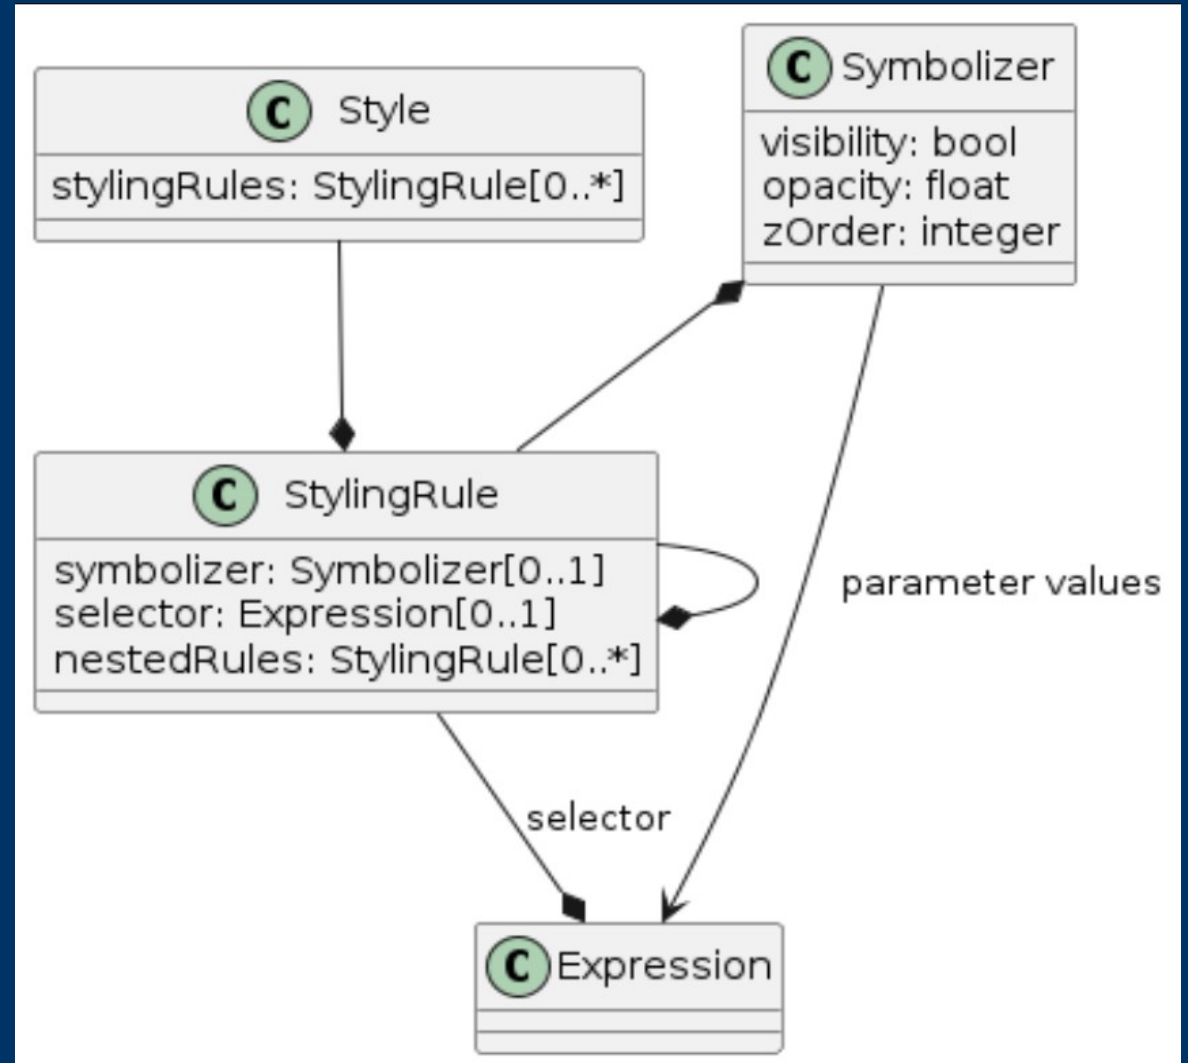 C Style
stylingRules: StylingRule[0..*]
C Symbolizer
visibility: bool
opacity: float
zOrder: integer
C StylingRule
symbolizer: Symbolizer[0..1]
selector: Expression[0..1]
nestedRules: StylingRule[0..*]
parameter values
selector
C Expression